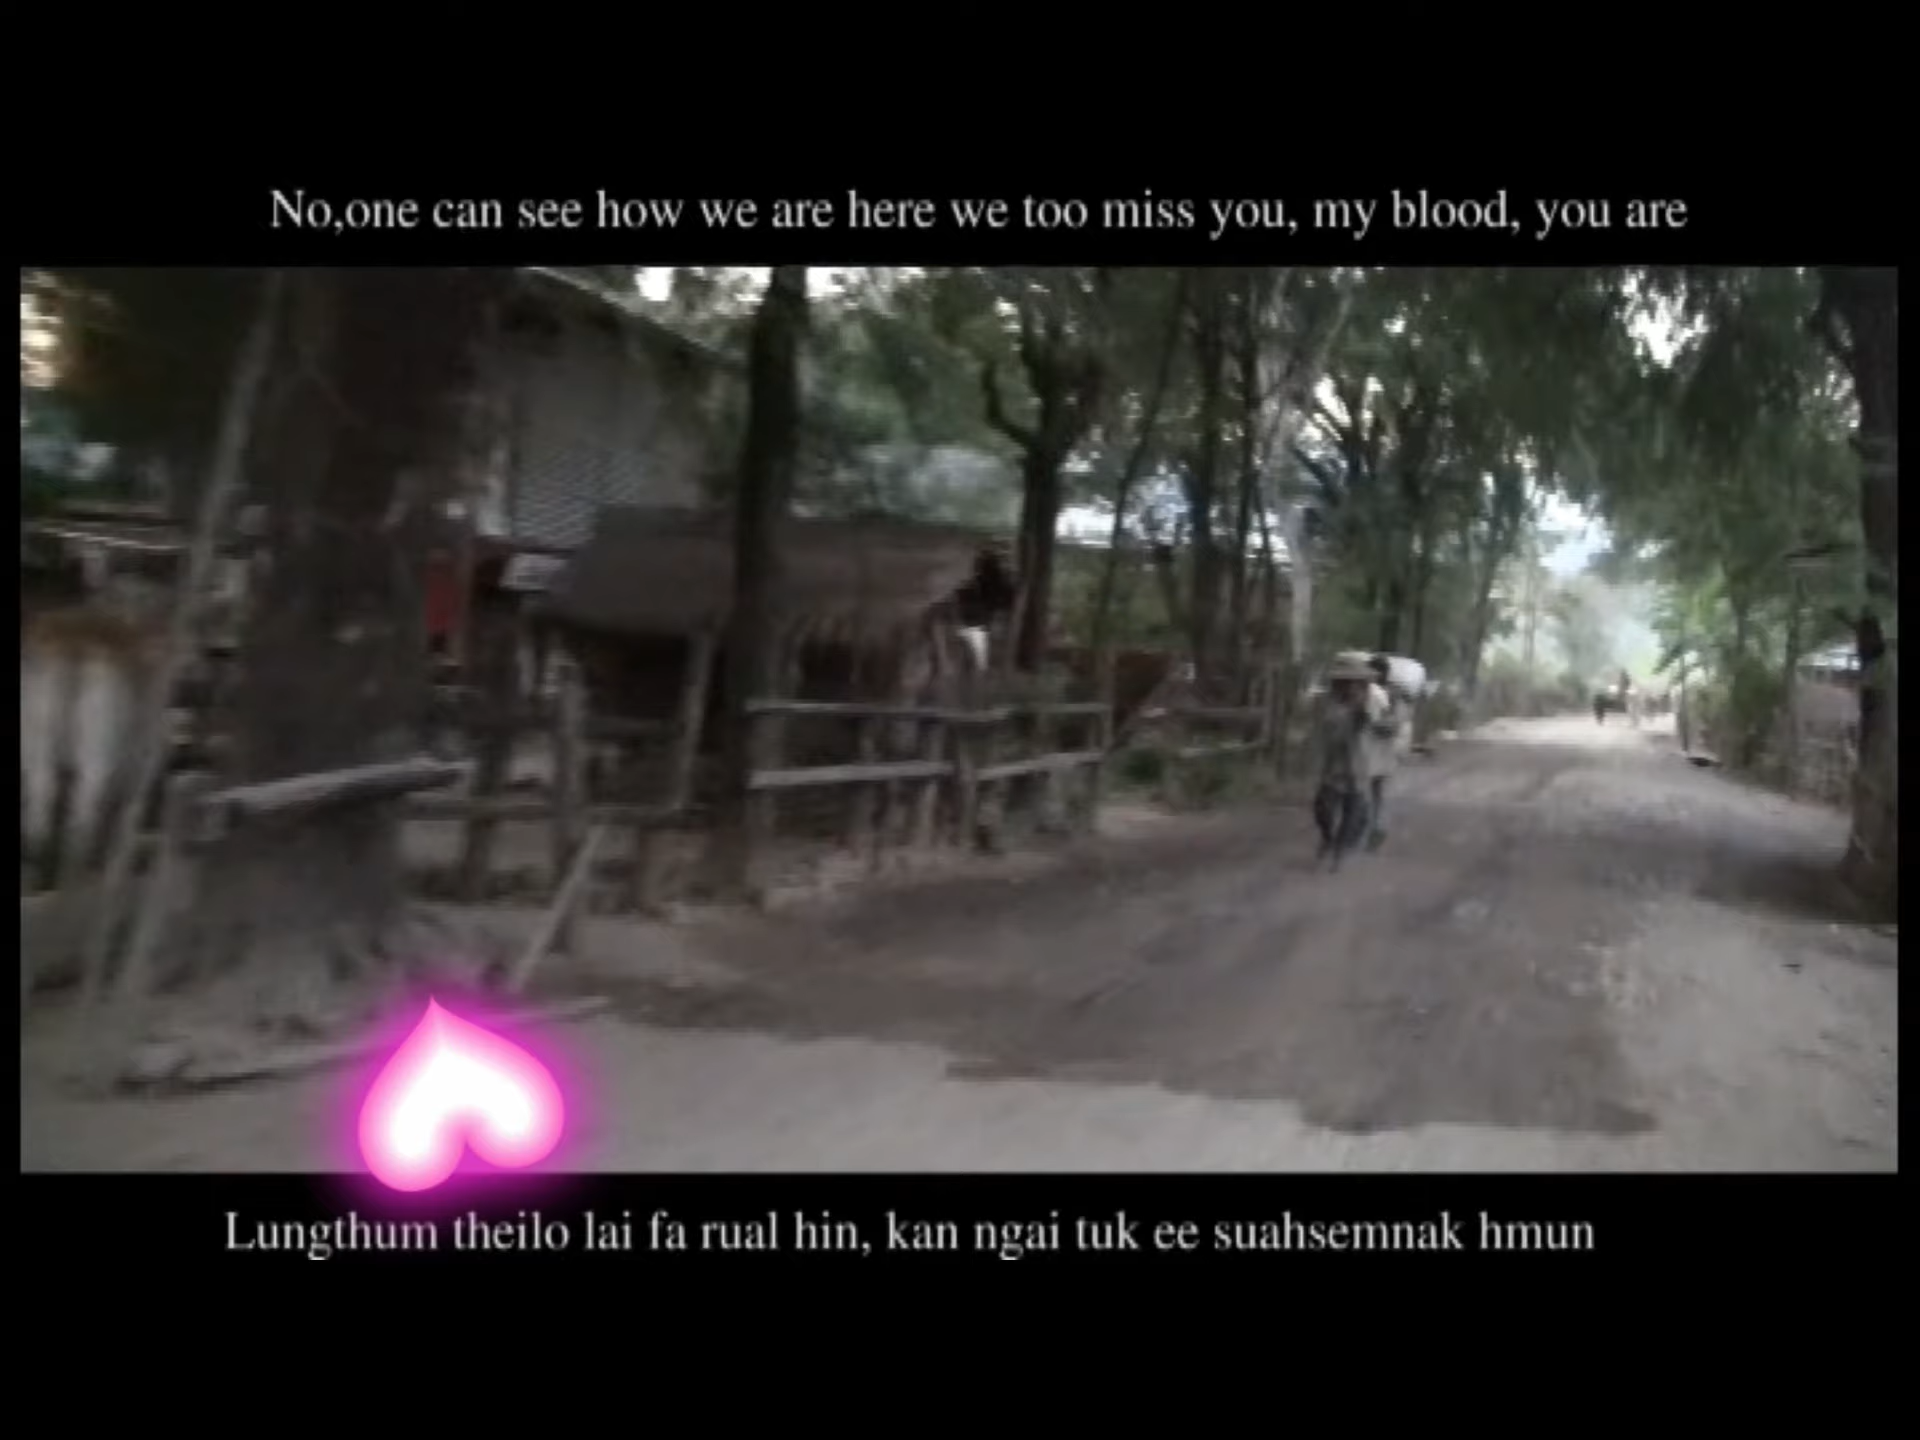 No,one can see how we are here we too miss you, my blood, you are
Lungthum theilo lai fa rual hin, kan ngai tuk ee suahsemnak hmun